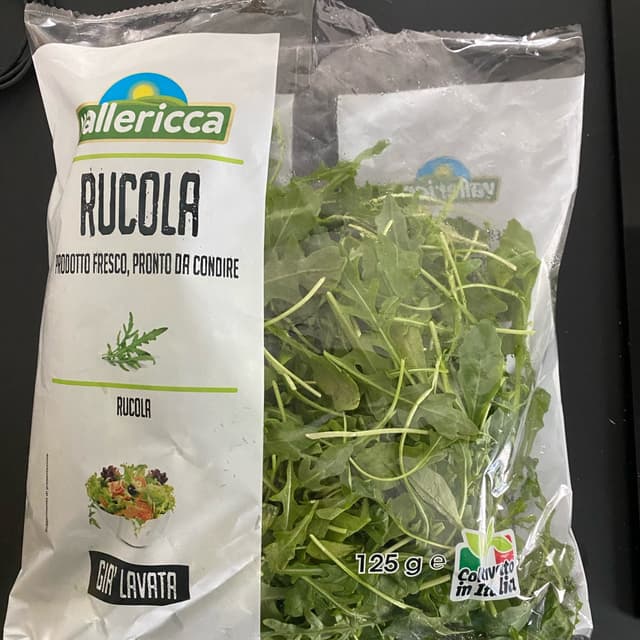 Vallericca
RUCOLA
PRODOTTO FRESCO, PRONTO DA CONDIRE
RUCOLA
GIA' LAVATA
125 g e
Coltivato
in Italia